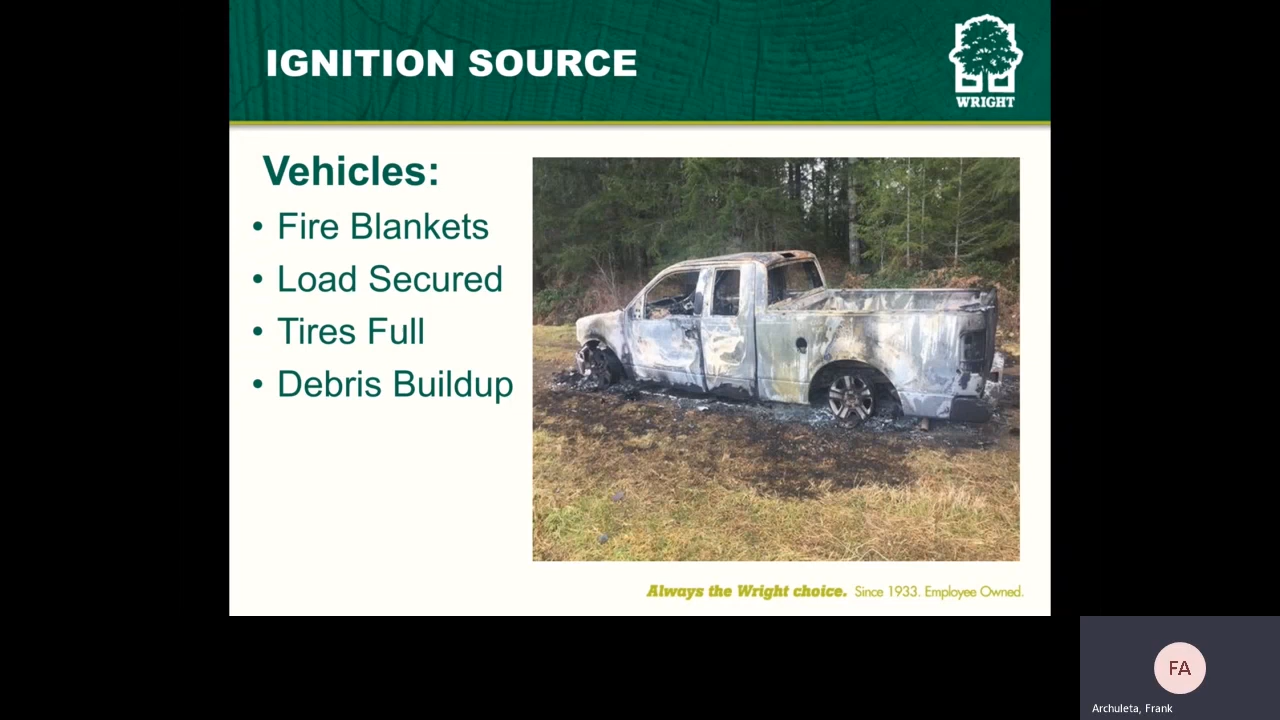 IGNITION SOURCE
WRIGHT
Vehicles:
• Fire Blankets
• Load Secured
• Tires Full
• Debris Buildup
Always the Wright choice. Since 1933. Employee Owned.
FA
Archuleta, Frank